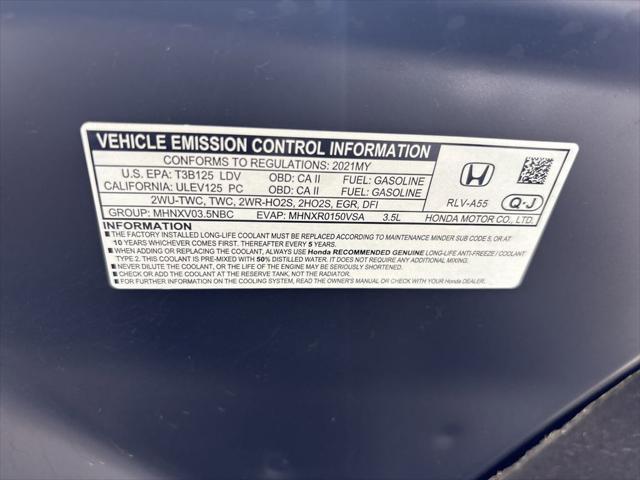 VEHICLE EMISSION CONTROL INFORMATION
CONFORMS TO REGULATIONS: 2021MY
U.S. EPA: T3B125 LDV OBD: CA II FUEL: GASOLINE
CALIFORNIA: ULEV125 PC OBD: CA II FUEL: GASOLINE
2WU-TWC, TWC, 2WR-HO2S, 2HO2S, EGR, DFI
GROUP: MHNXV03.5NBC EVAP: MHNXR0150VSA 3.5L
RLV-A55 Q-J
HONDA MOTOR CO., LTD.
INFORMATION
■THE FACTORY INSTALLED LONG-LIFE COOLANT MUST BE REPLACED ACCORDING TO MAINTENANCE MINDER SUB CODE 5, OR AT
10 YEARS WHICHEVER COMES FIRST. THEREAFTER EVERY 5 YEARS.
■WHEN ADDING OR REPLACING COOLANT, ALWAYS USE Honda RECOMMENDED GENUINE LONG-LIFE ANTI-FREEZE / COOLANT
TYPE 2. THIS COOLANT IS PRE-MIXED WITH 50% DISTILLED WATER. IT DOES NOT REQUIRE ANY ADDITIONAL MIXING.
■NEVER DILUTE THE COOLANT, OR THE LIFE OF THE ENGINE MAY BE SERIOUSLY SHORTENED.
■CHECK OR ADD THE COOLANT AT THE RESERVE TANK, NOT THE RADIATOR.
■FOR FURTHER INFORMATION ON THE COOLING SYSTEM, READ THE OWNER'S MANUAL OR CHECK WITH YOUR Honda DEALER.